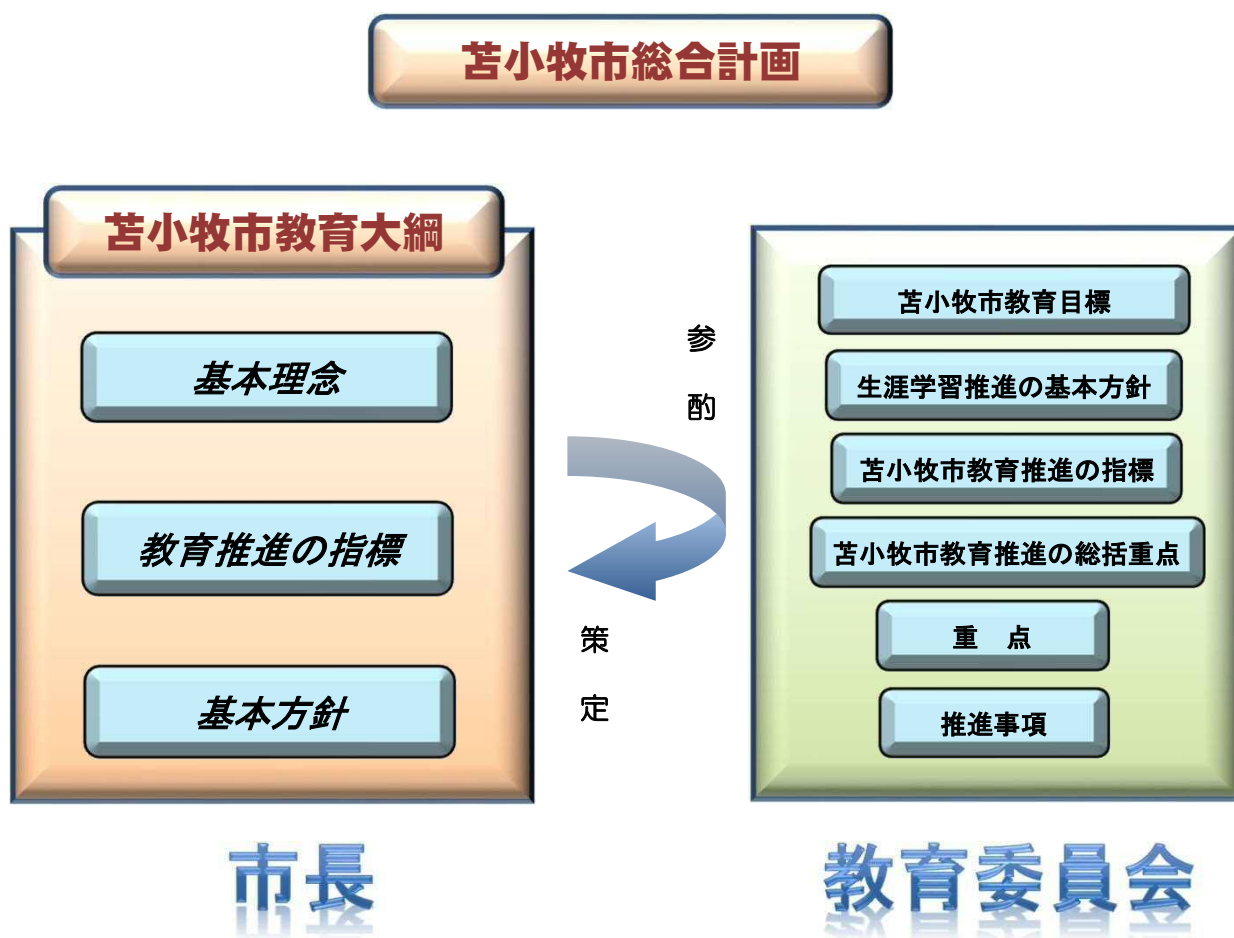 苫小牧市総合計画
苫小牧市教育大綱
基本理念
教育推進の指標
基本方針
市長
参酌
策定
苫小牧市教育目標
生涯学習推進の基本方針
苫小牧市教育推進の指標
苫小牧市教育推進の総括重点
重　点
推進事項
教育委員会